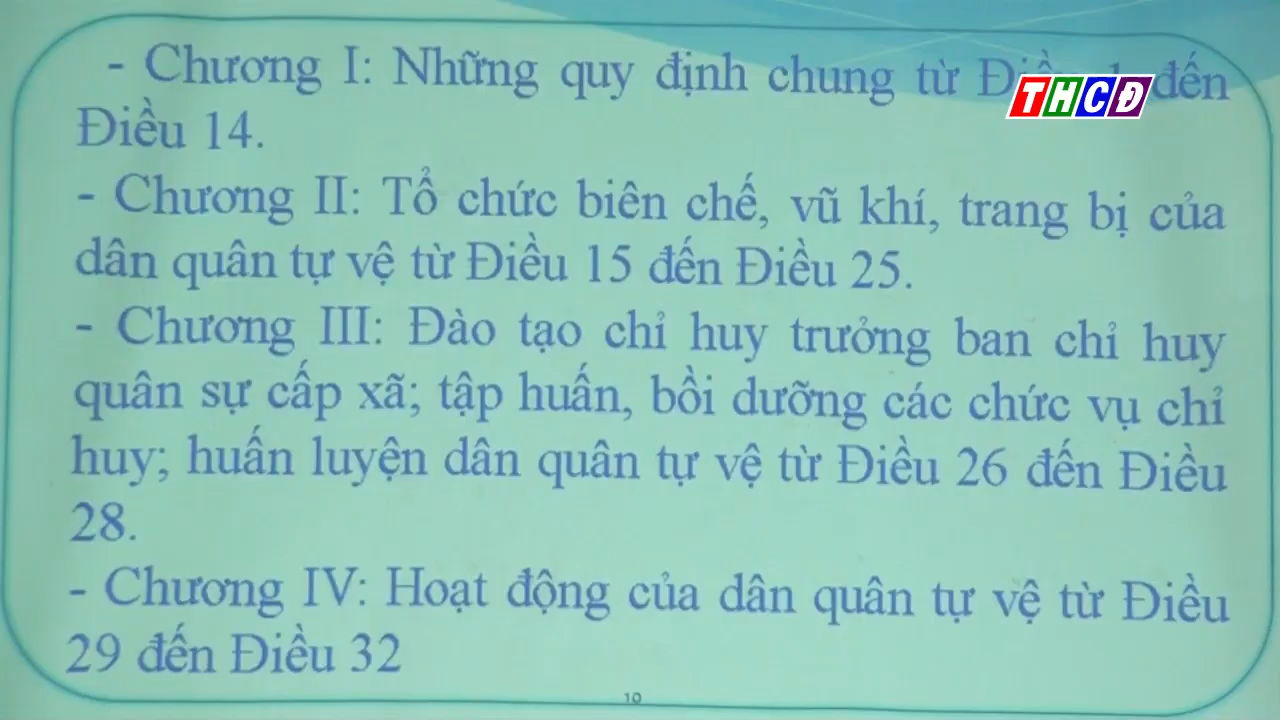 - Chương I: Những quy định chung từ đến
THCĐ
Điều 14.
- Chương II: Tổ chức biên chế, vũ khí, trang bị của
dân quân tự vệ từ Điều 15 đến Điều 25.
- Chương III: Đào tạo chỉ huy trưởng ban chỉ huy
quân sự cấp xã; tập huấn, bồi dưỡng các chức vụ chỉ
huy; huấn luyện dân quân tự vệ từ Điều 26 đến Điều
28.
- Chương IV: Hoạt động của dân quân tự vệ từ Điều
29 đến Điều 32
10